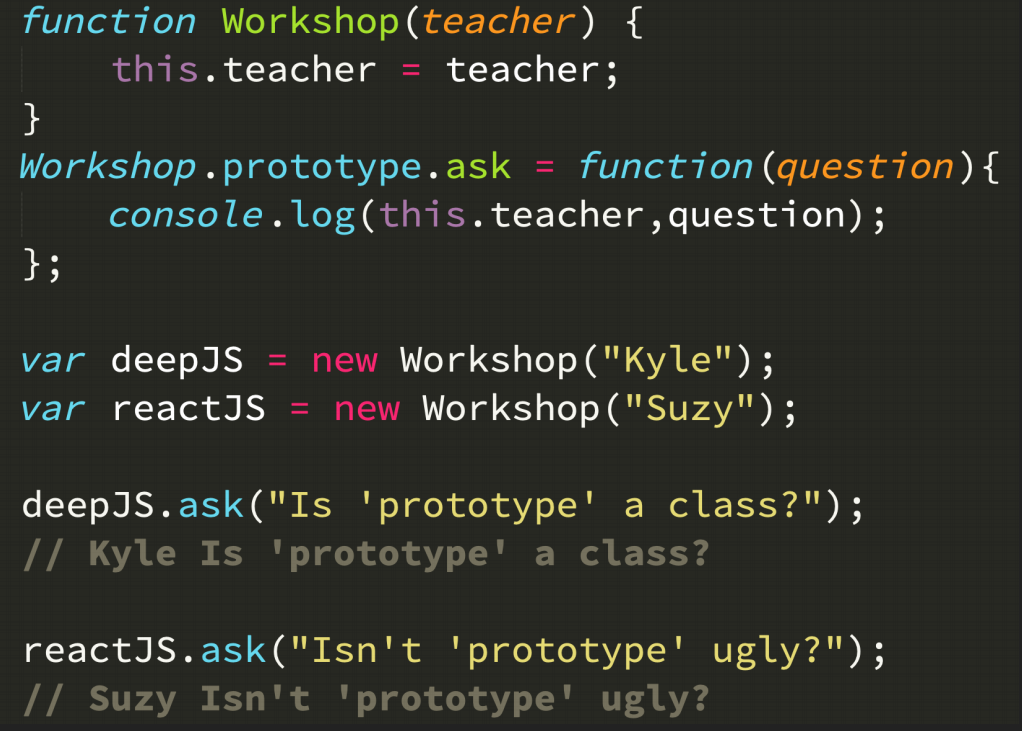 function Workshop(teacher) {
    this.teacher = teacher;
}
Workshop.prototype.ask = function(question){
    console.log(this.teacher,question);
};

var deepJS = new Workshop("Kyle");
var reactJS = new Workshop("Suzy");

deepJS.ask("Is 'prototype' a class?");
// Kyle Is 'prototype' a class?

reactJS.ask("Isn't 'prototype' ugly?");
// Suzy Isn't 'prototype' ugly?